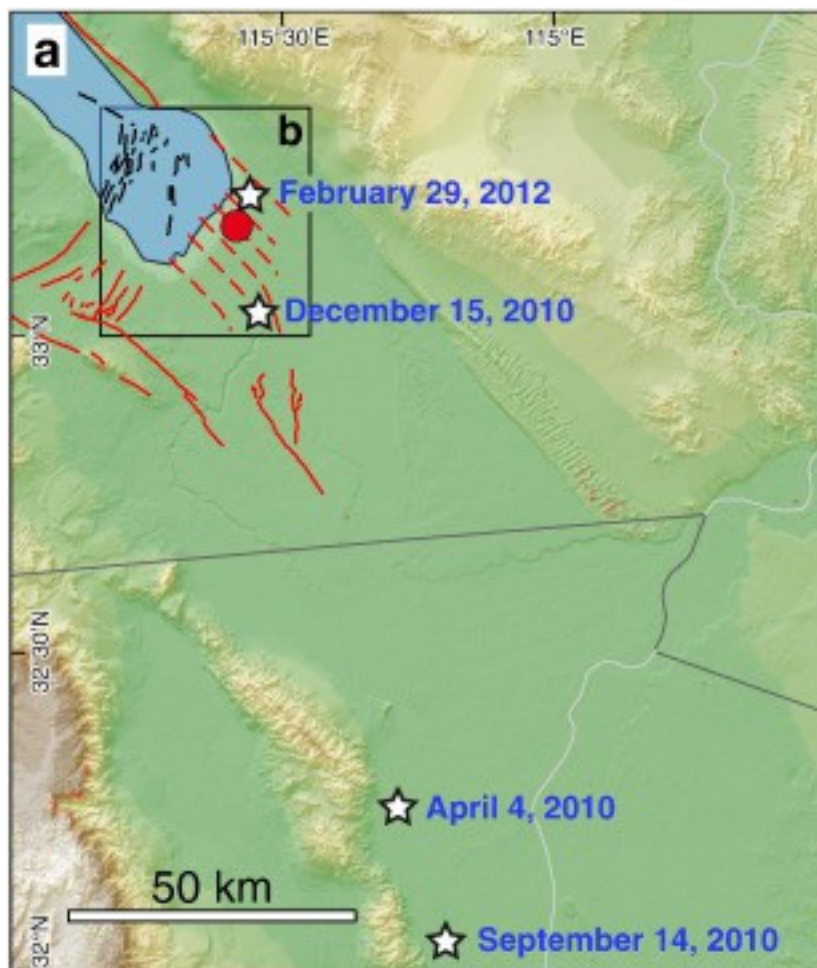 a
115°30'E
115°E
b
February 29, 2012
December 15, 2010
33°N
32°30'N
April 4, 2010
50 km
September 14, 2010
32°N